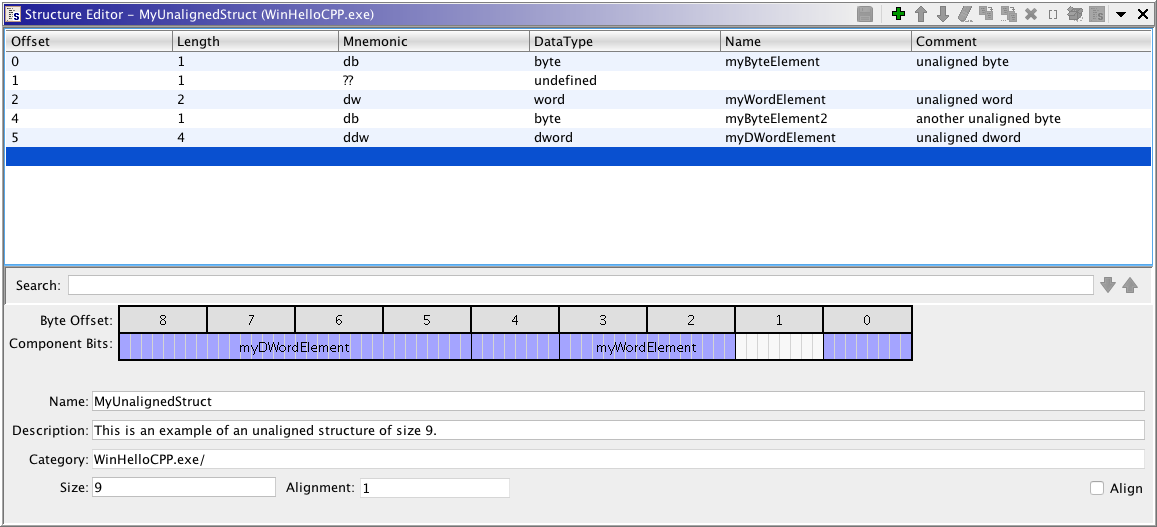 Structure Editor – MyUnalignedStruct (WinHelloCPP.exe)
Offset Length Mnemonic DataType Name Comment
0 1 db byte myByteElement unaligned byte
1 1 ?? undefined
2 2 dw word myWordElement unaligned word
4 1 db byte myByteElement2 another unaligned byte
5 4 ddw dword myDWordElement unaligned dword
Search:
Byte Offset: 8 7 6 5 4 3 2 1 0
Component Bits: myDWordElement myWordElement
Name: MyUnalignedStruct
Description: This is an example of an unaligned structure of size 9.
Category: WinHelloCPP.exe/
Size: 9 Alignment: 1 Align